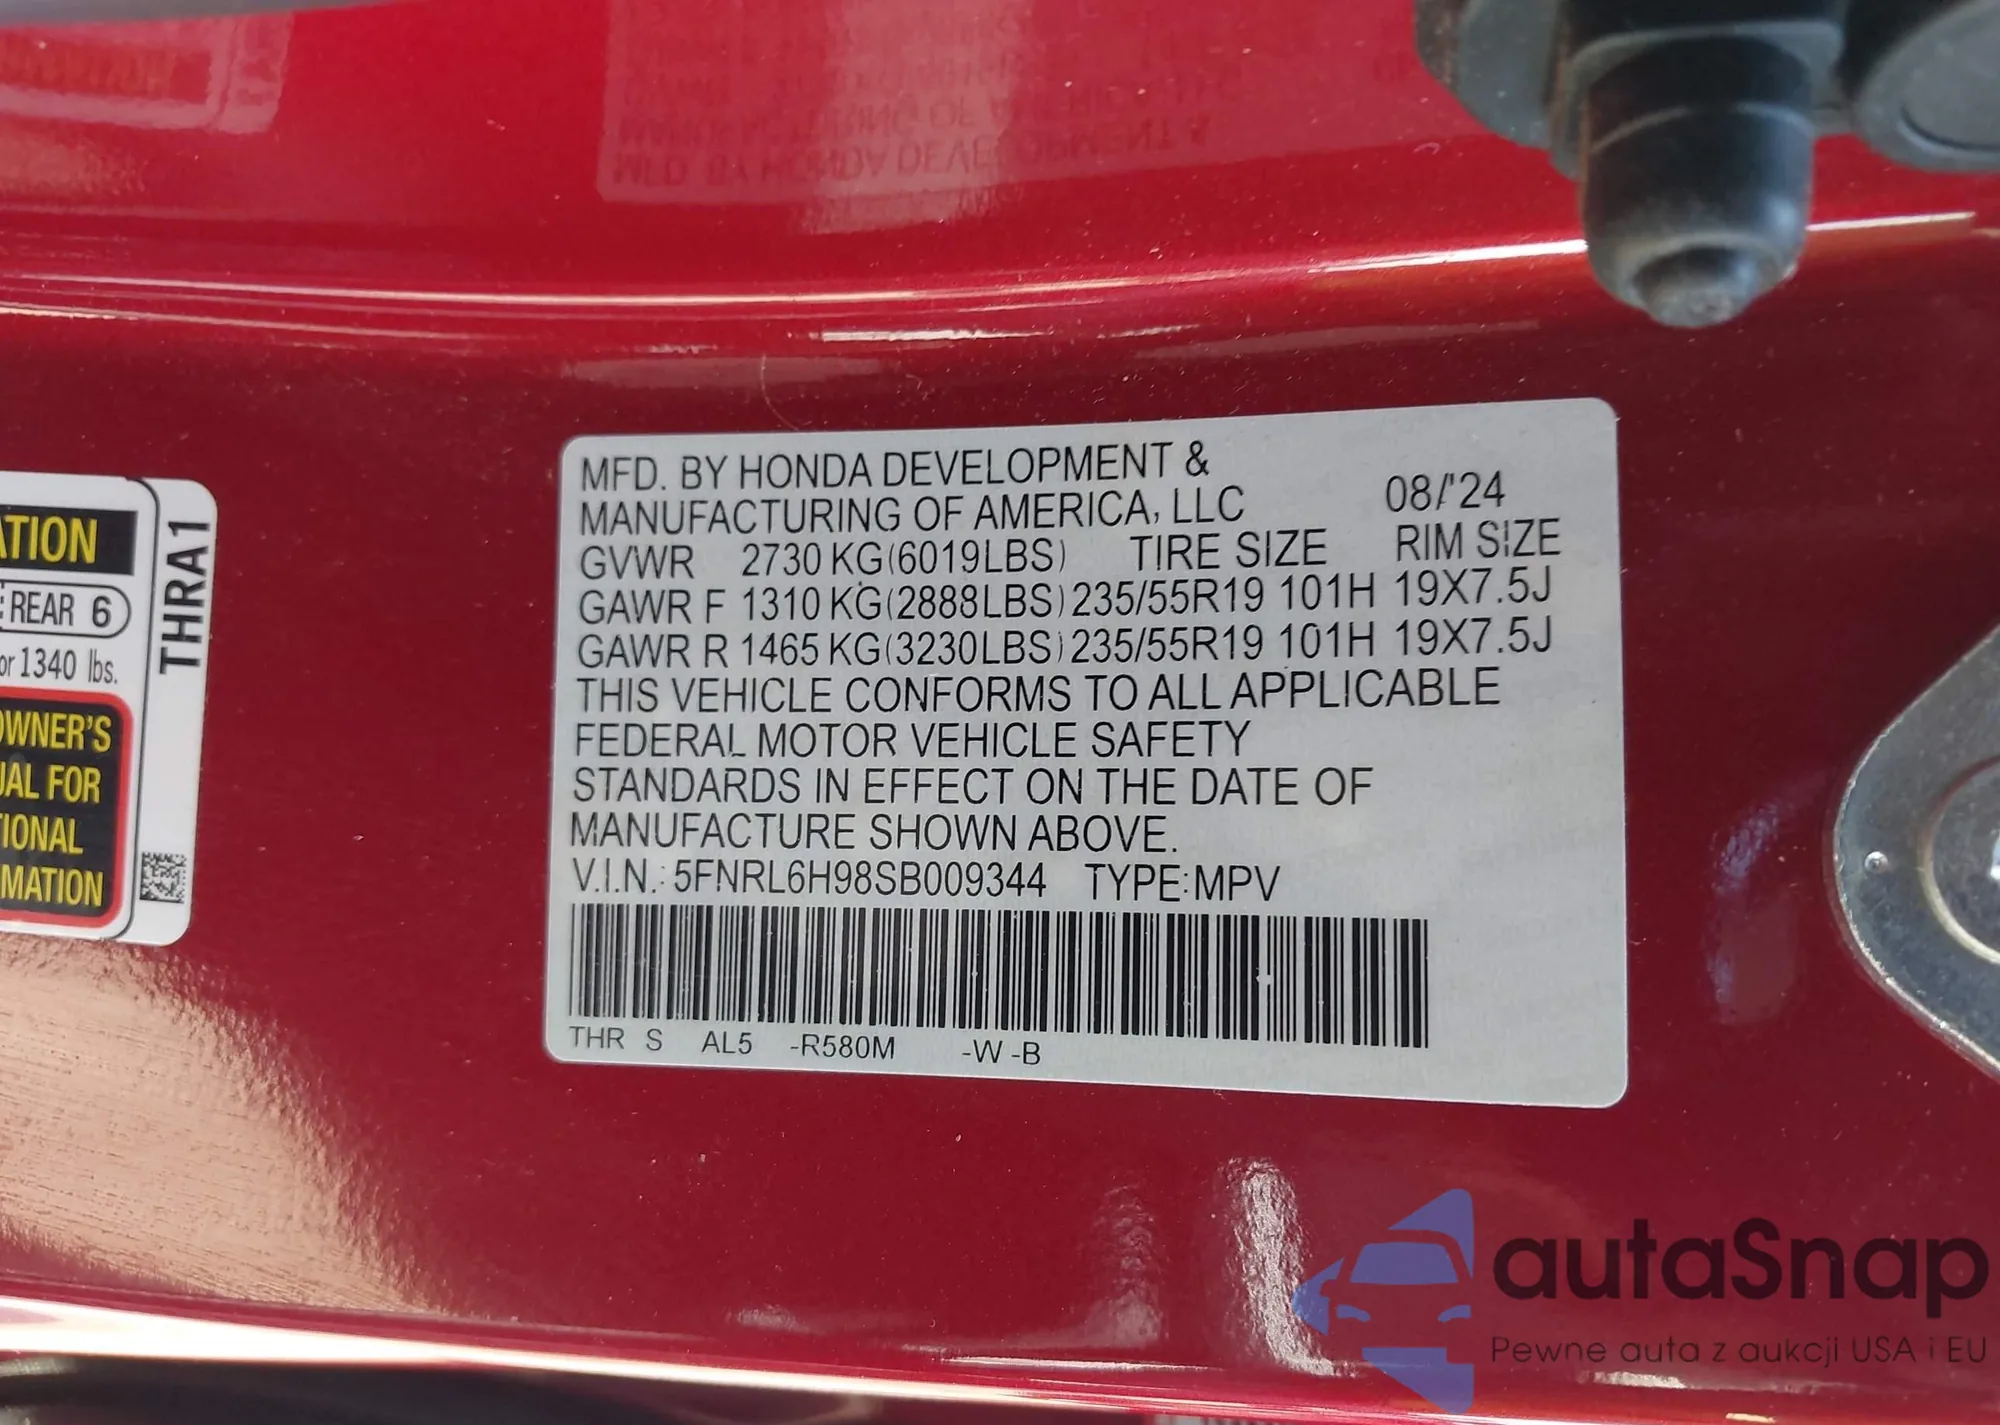 MFD. BY HONDA DEVELOPMENT &
MANUFACTURING OF AMERICA, LLC 08/'24
GVWR 2730 KG(6019LBS) TIRE SIZE RIM SIZE
GAWR F 1310 KG(2888LBS) 235/55R19 101H 19X7.5J
GAWR R 1465 KG(3230LBS) 235/55R19 101H 19X7.5J
THIS VEHICLE CONFORMS TO ALL APPLICABLE
FEDERAL MOTOR VEHICLE SAFETY
STANDARDS IN EFFECT ON THE DATE OF
MANUFACTURE SHOWN ABOVE.
V.I.N.: 5FNRL6H98SB009344 TYPE:MPV
THR S AL5 -R580M -W -B
ATION
REAR 6
or 1340 lbs.
OWNER'S
UAL FOR
TIONAL
MATION
THRA1
autaSnap
Pewne auta z aukcji USA i EU